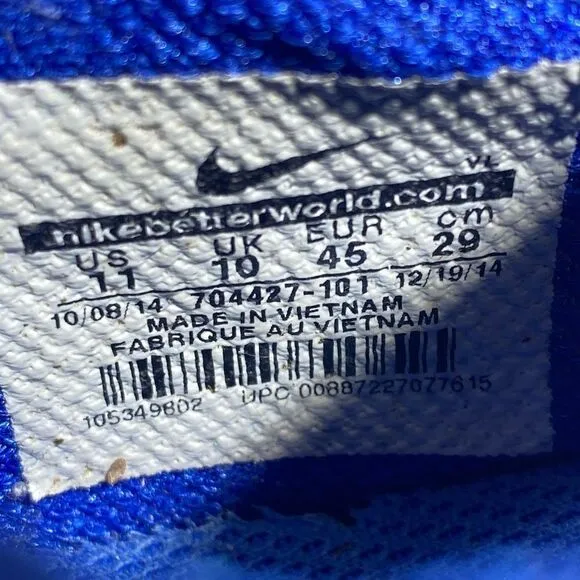 VL
nikebetterworld.com
US UK EUR cm
11 10 45 29
10/08/14 704427-101 12/19/14
MADE IN VIETNAM
FABRIQUE AU VIETNAM
105349802 UPC 00887227077615